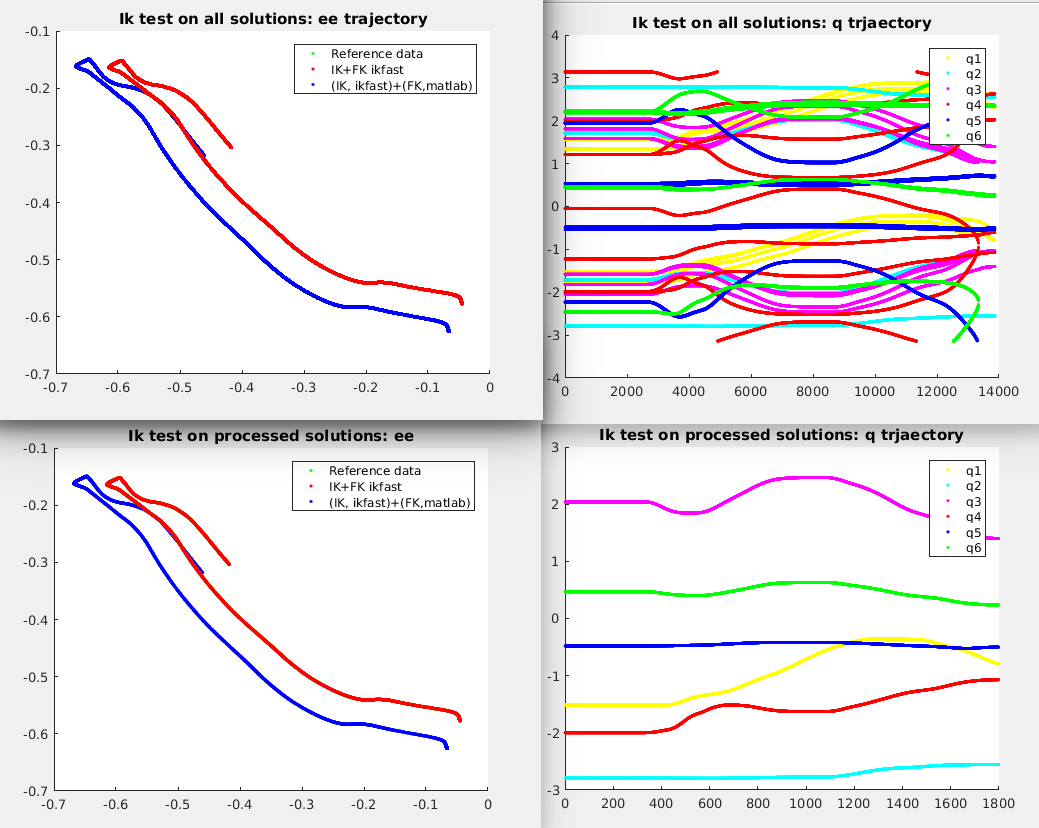 Ik test on all solutions: ee trajectory
-0.1
-0.2
-0.3
-0.4
-0.5
-0.6
-0.7
-0.7
-0.6
-0.5
-0.4
-0.3
-0.2
-0.1
0
Reference data
IK+FK ikfast
(IK, ikfast)+(FK,matlab)
Ik test on all solutions: q trjaectory
4
3
2
1
0
-1
-2
-3
-4
0
2000
4000
6000
8000
10000
12000
14000
q1
q2
q3
q4
q5
q6
Ik test on processed solutions: ee
-0.1
-0.2
-0.3
-0.4
-0.5
-0.6
-0.7
-0.7
-0.6
-0.5
-0.4
-0.3
-0.2
-0.1
0
Reference data
IK+FK ikfast
(IK, ikfast)+(FK,matlab)
Ik test on processed solutions: q trjaectory
3
2
1
0
-1
-2
-3
0
200
400
600
800
1000
1200
1400
1600
1800
q1
q2
q3
q4
q5
q6